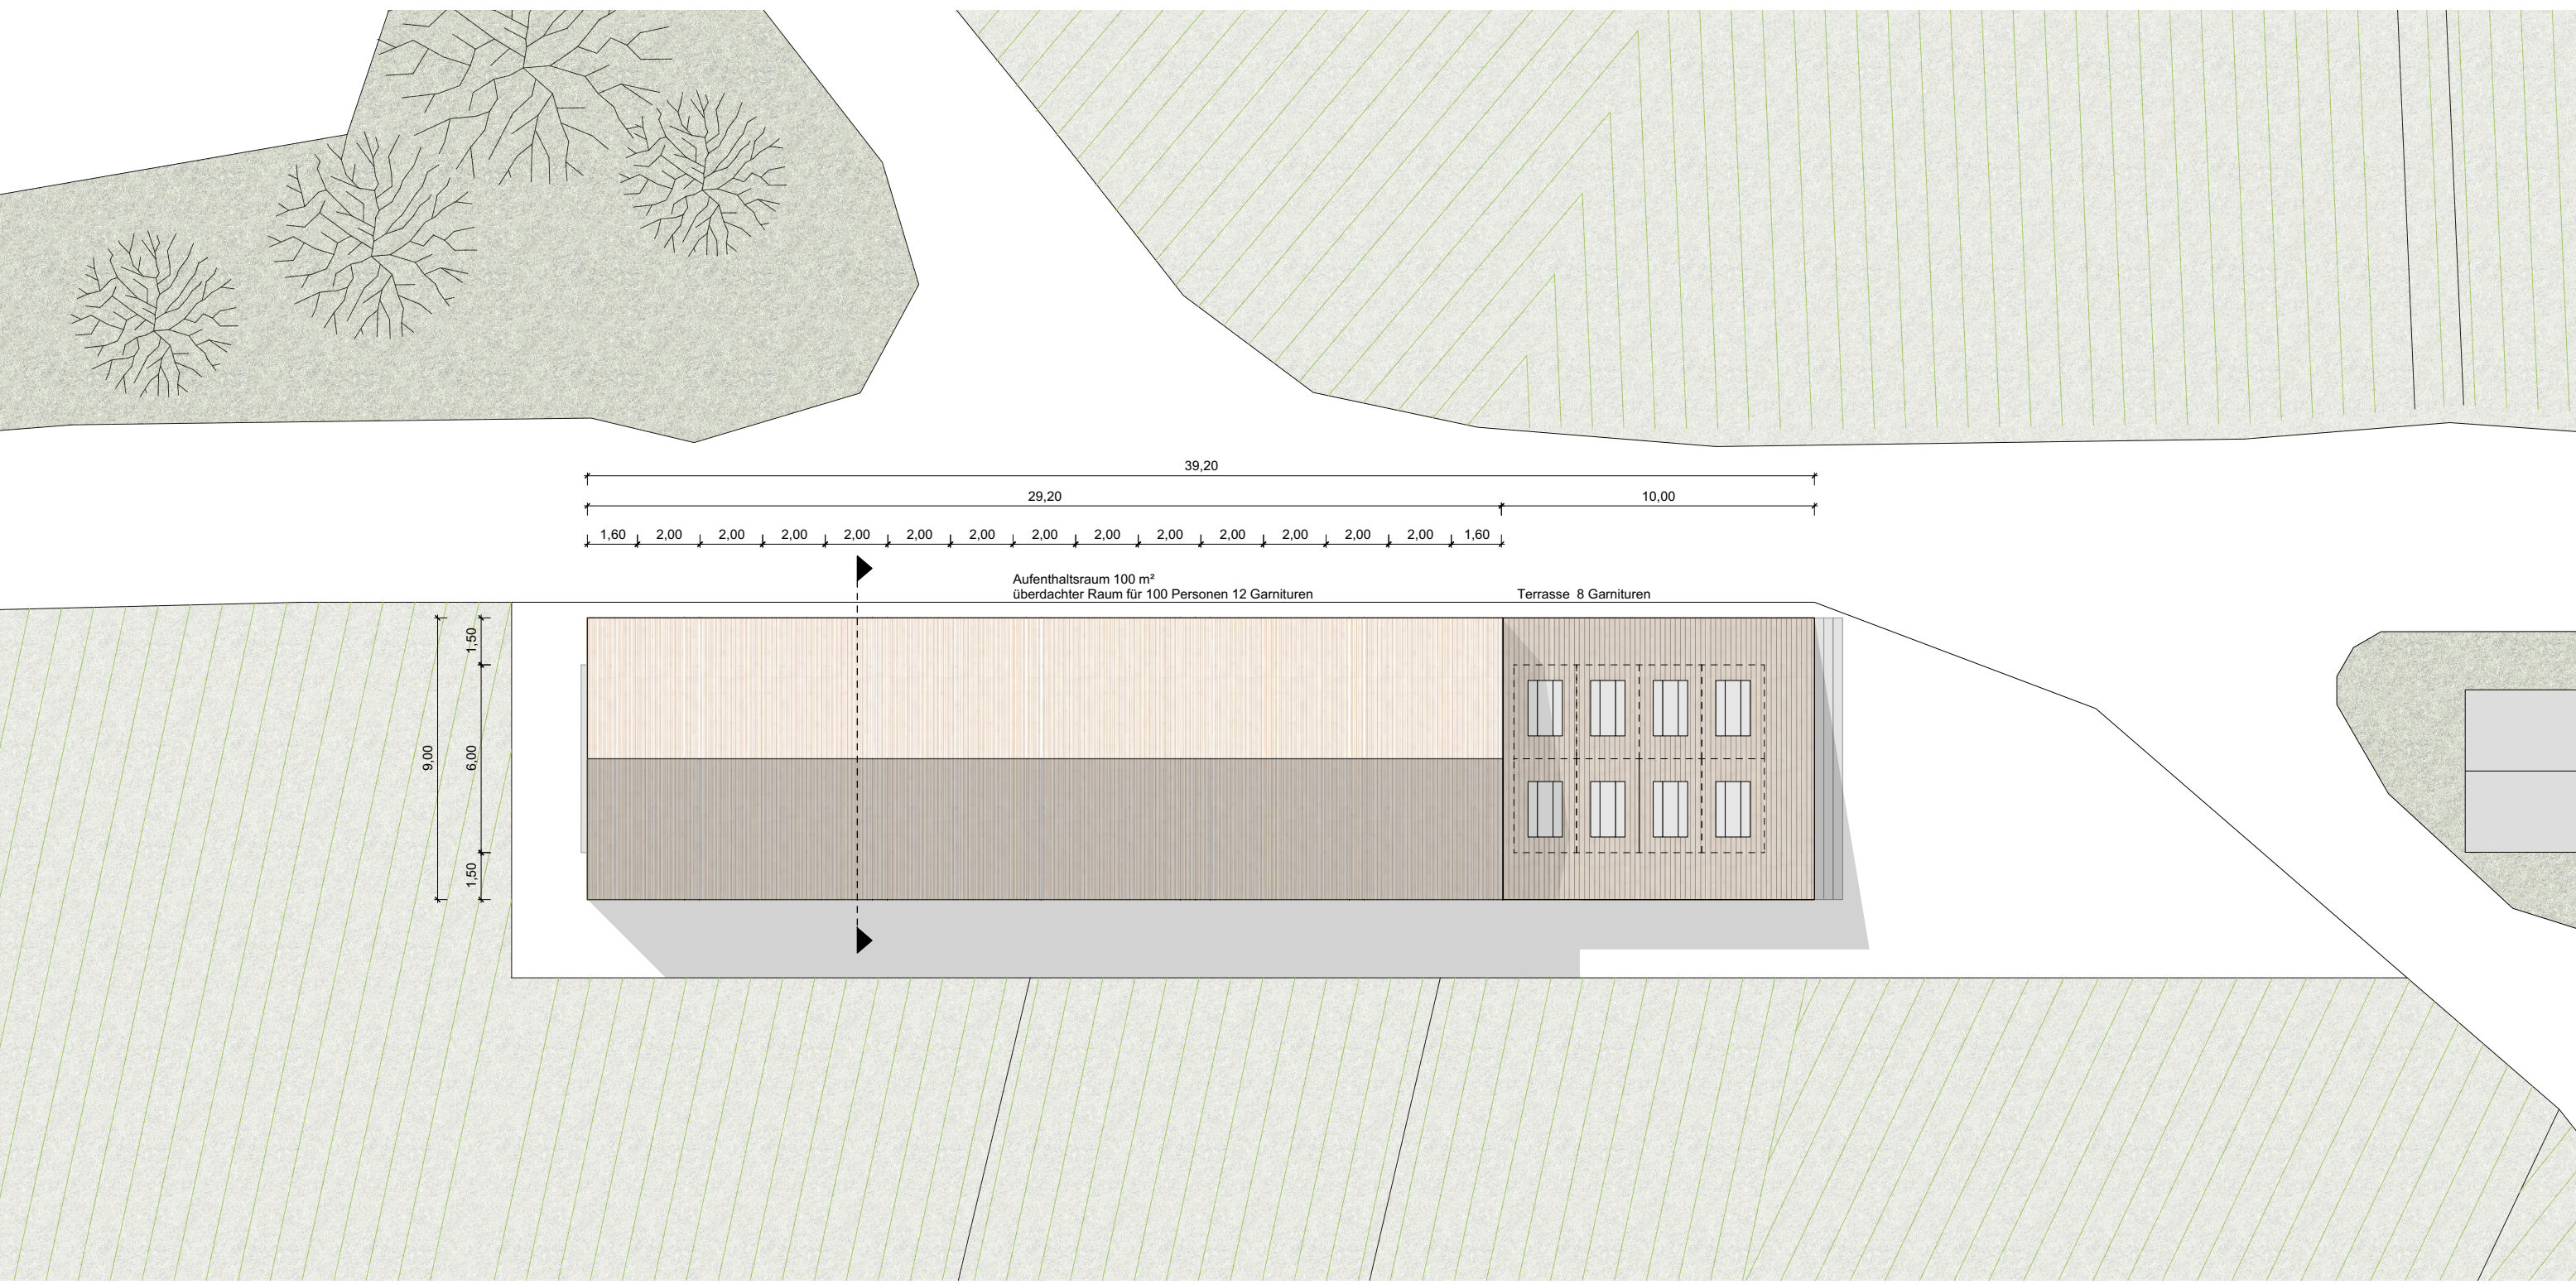 39,20
29,20 10,00
1,60 2,00 2,00 2,00 2,00 2,00 2,00 2,00 2,00 2,00 2,00 2,00 2,00 2,00 1,60
Aufenthaltsraum 100 m²
überdachter Raum für 100 Personen 12 Garnituren
Terrasse  8 Garnituren
1,50
6,00
9,00
1,50